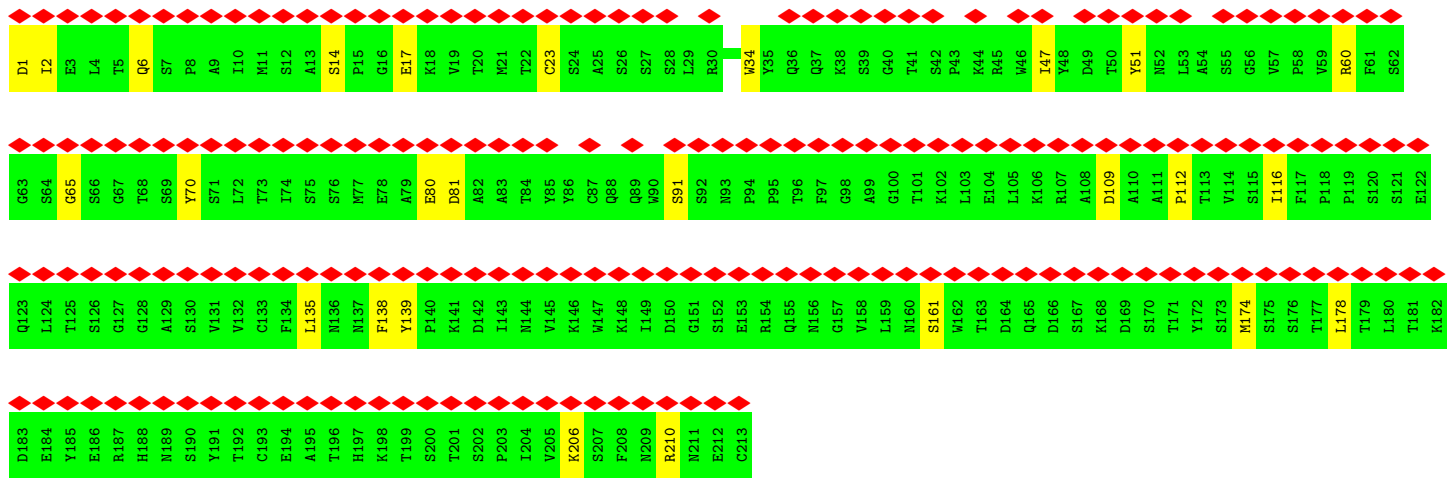 D1 I2 E3 L4 T5 Q6 S7 P8 A9 I10 M11 S12 A13 S14 P15 G16 E17 K18 V19 T20 M21 T22 C23 S24 A25 S26 S27 S28 L29 R30 W34 Y35 Q36 Q37 K38 S39 G40 T41 S42 P43 K44 R45 W46 I47 Y48 D49 T50 Y51 N52 L53 A54 S55 G56 V57 P58 V59 R60 F61 S62
G63 S64 G65 S66 G67 T68 S69 Y70 S71 L72 T73 I74 S75 S76 M77 E78 A79 E80 D81 A82 A83 T84 Y85 Y86 C87 Q88 Q89 W90 S91 S92 N93 P94 P95 T96 F97 G98 A99 G100 T101 K102 L103 E104 L105 K106 R107 A108 D109 A110 A111 P112 T113 V114 S115 I116 F117 P118 P119 S120 S121 E122
Q123 L124 T125 S126 G127 G128 A129 S130 V131 V132 C133 F134 L135 N136 N137 F138 Y139 P140 K141 D142 I143 N144 V145 K146 W147 K148 I149 D150 G151 S152 E153 R154 Q155 N156 G157 V158 L159 N160 S161 W162 T163 D164 Q165 D166 S167 K168 D169 S170 T171 Y172 S173 M174 S175 S176 T177 L178 T179 L180 T181 K182
D183 E184 Y185 E186 R187 H188 N189 S190 Y191 T192 C193 E194 A195 T196 H197 K198 T199 S200 T201 S202 P203 I204 V205 K206 S207 F208 N209 R210 N211 E212 C213